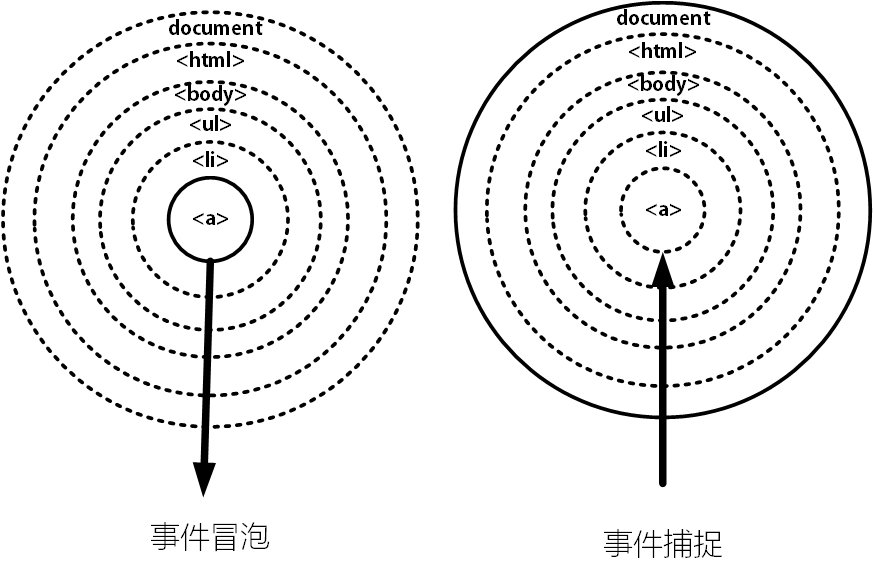 document
<html>
<body>
<ul>
<li>
<a>
事件冒泡
document
<html>
<body>
<ul>
<li>
<a>
事件捕捉